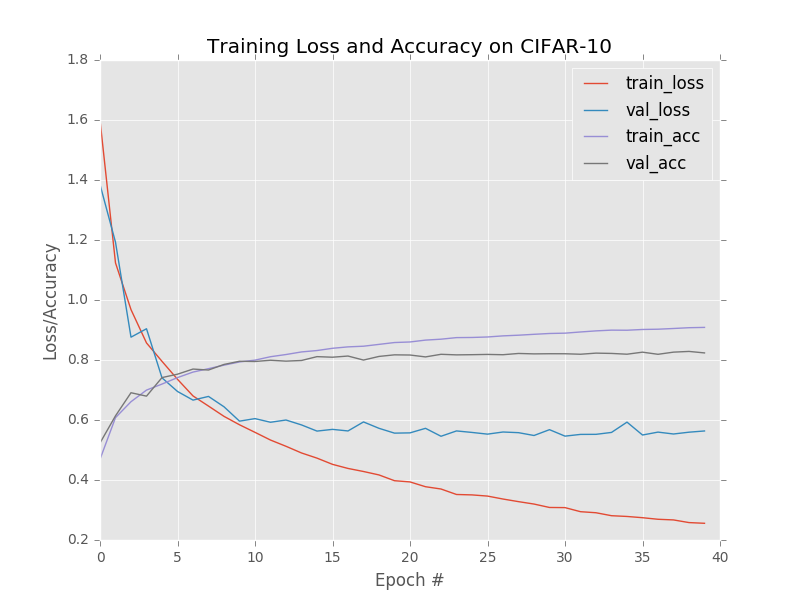 Training Loss and Accuracy on CIFAR-10
train_loss
val_loss
train_acc
val_acc
Loss/Accuracy
1.8
1.6
1.4
1.2
1.0
0.8
0.6
0.4
0.2
0 5 10 15 20 25 30 35 40
Epoch #